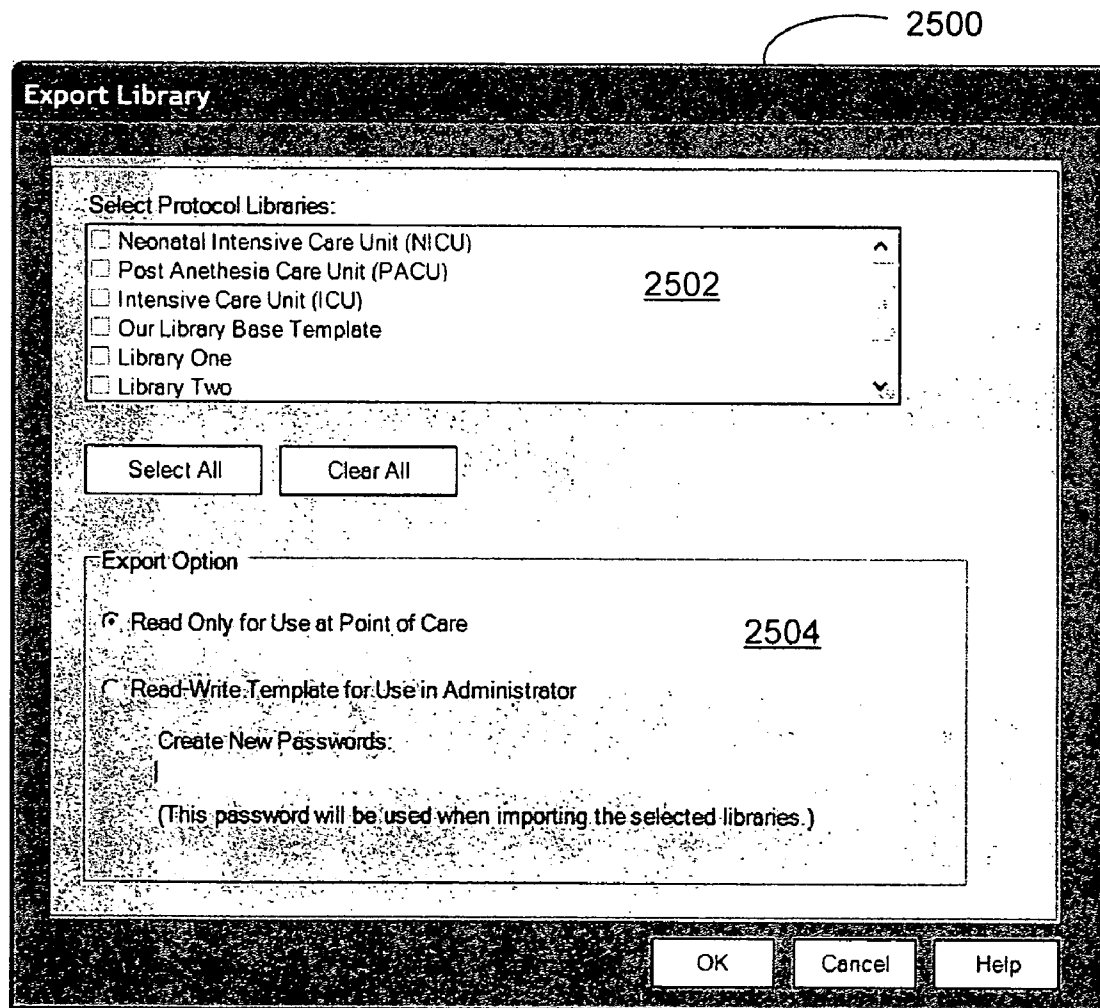 2500
Export Library
Select Protocol Libraries:
Neonatal Intensive Care Unit (NICU)
Post Anethesia Care Unit (PACU)
2502
Intensive Care Unit (ICU)
Our Library Base Template
Library One
Library Two
Select All
Clear All
Export Option
Read Only for Use at Point of Care
2504
Read-Write Template for Use in Administrator
Create New Passwords:
(This password will be used when importing the selected libraries.)
OK
Cancel
Help